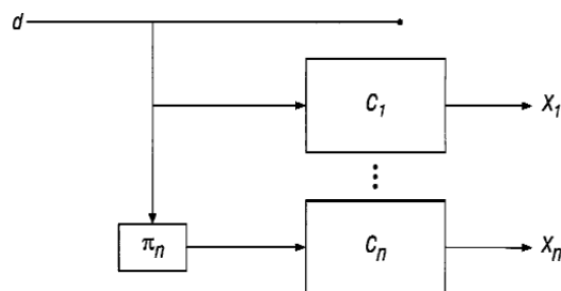 d
C₁ X₁
⋮
πₙ Cₙ Xₙ